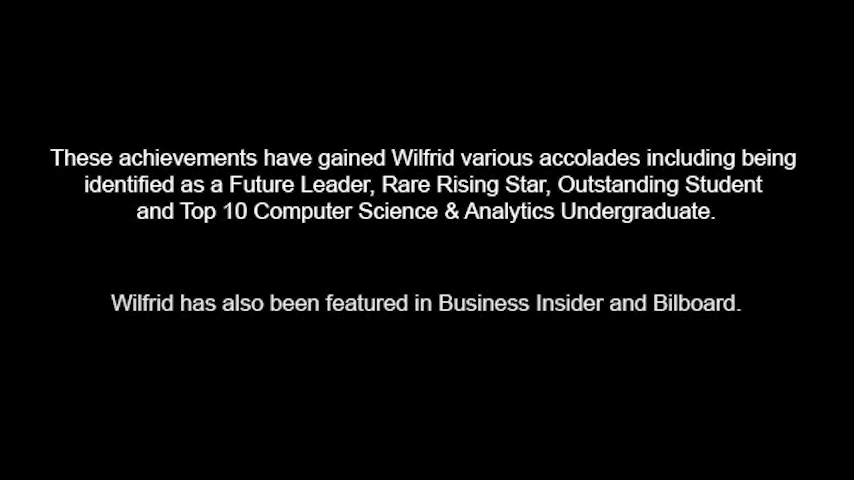 These achievements have gained Wilfrid various accolades including being
identified as a Future Leader, Rare Rising Star, Outstanding Student
and Top 10 Computer Science & Analytics Undergraduate.
Wilfrid has also been featured in Business Insider and Bilboard.